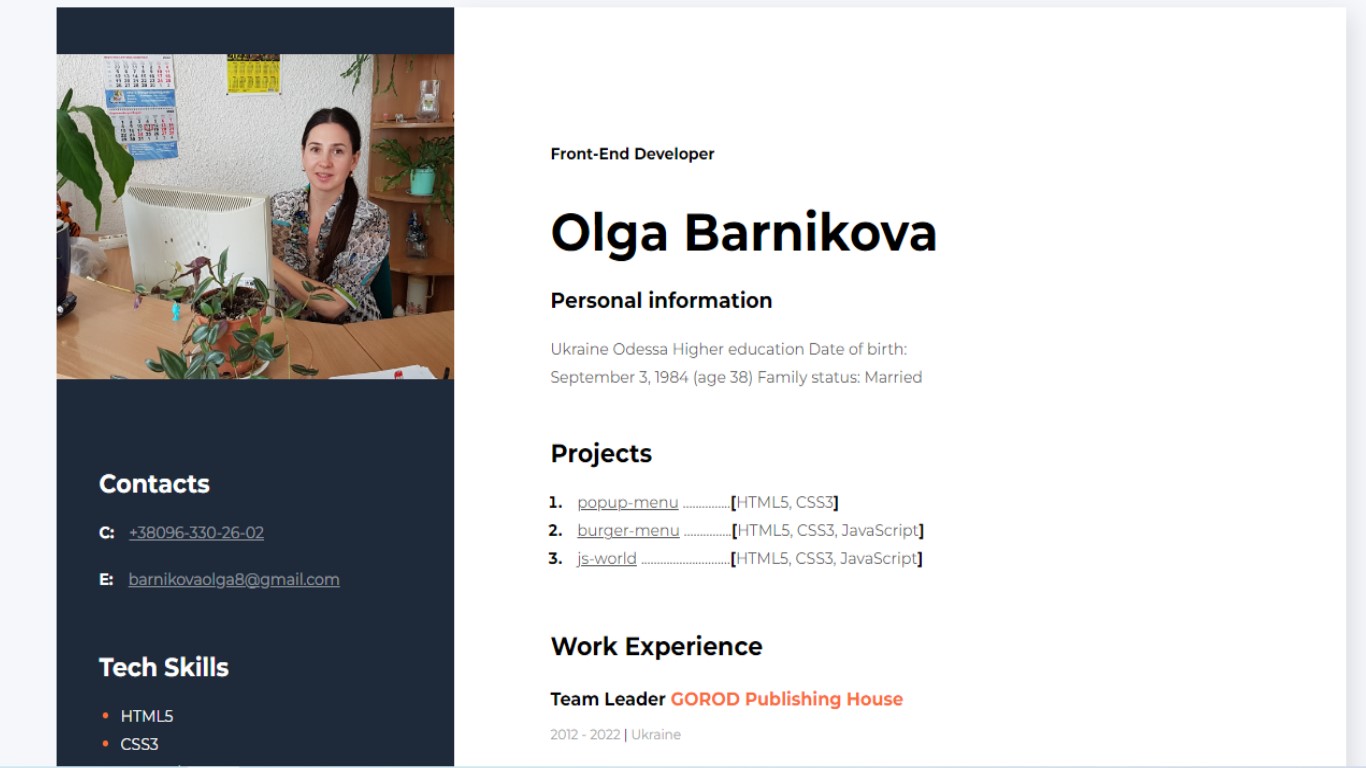 Front-End Developer
Olga Barnikova
Personal information
Ukraine Odessa Higher education Date of birth:
September 3, 1984 (age 38) Family status: Married
Projects
1. popup-menu ...............[HTML5, CSS3]
2. burger-menu ...............[HTML5, CSS3, JavaScript]
3. js-world ............................[HTML5, CSS3, JavaScript]
Work Experience
Team Leader GOROD Publishing House
2012 - 2022 | Ukraine
Contacts
C: +38096-330-26-02
E: barnikovaolga8@gmail.com
Tech Skills
HTML5
CSS3